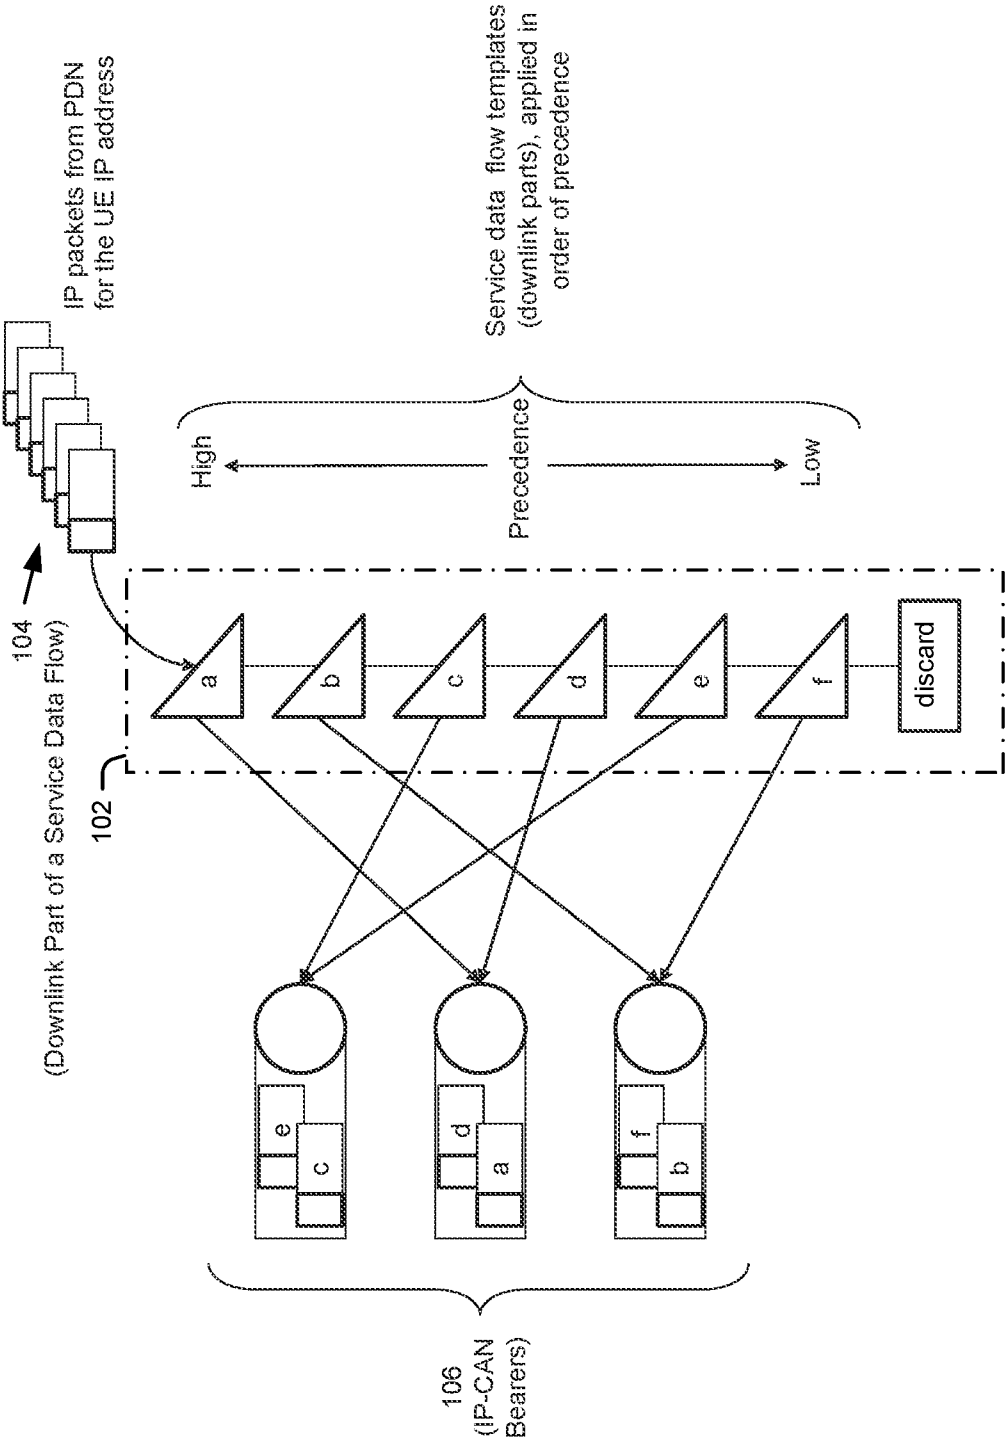 IP packets from PDN
for the UE IP address
104
(Downlink Part of a Service Data Flow)
102
High
Precedence
Low
Service data flow templates
(downlink parts), applied in
order of precedence
a
b
c
d
e
f
discard
e
c
d
a
f
b
106
(IP-CAN
Bearers)